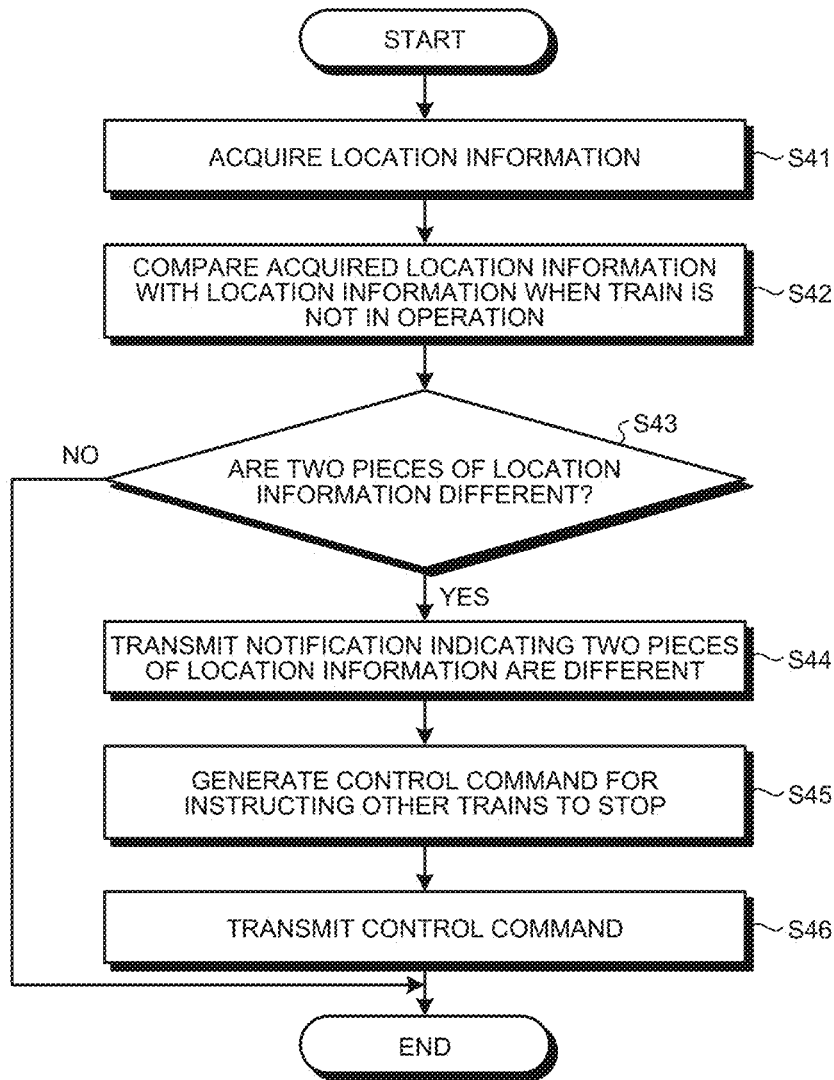 START
ACQUIRE LOCATION INFORMATION
S41
COMPARE ACQUIRED LOCATION INFORMATION
WITH LOCATION INFORMATION WHEN TRAIN IS
NOT IN OPERATION
S42
S43
NO
ARE TWO PIECES OF LOCATION
INFORMATION DIFFERENT?
YES
TRANSMIT NOTIFICATION INDICATING TWO PIECES
OF LOCATION INFORMATION ARE DIFFERENT
S44
GENERATE CONTROL COMMAND FOR
INSTRUCTING OTHER TRAINS TO STOP
S45
TRANSMIT CONTROL COMMAND
S46
END